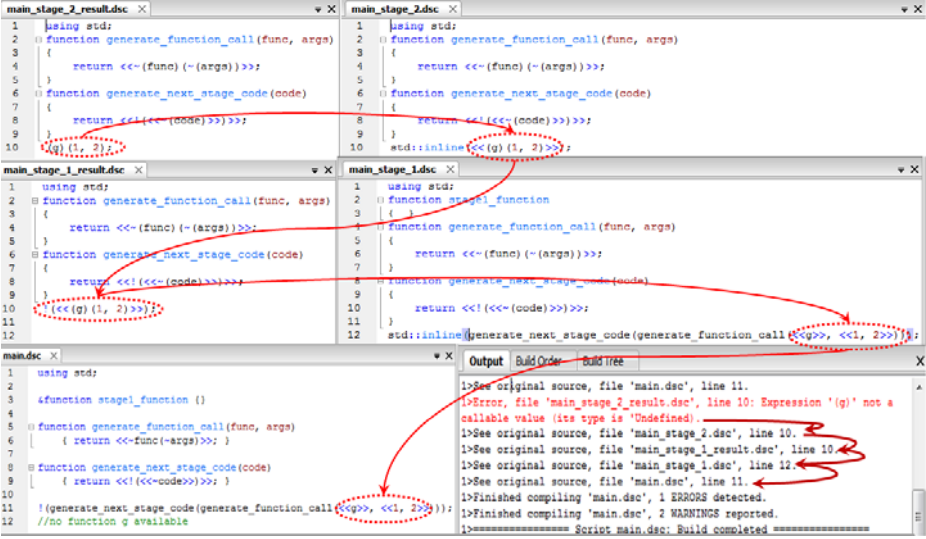 main_stage_2_result.dsc
1 using std;
2 function generate_function_call(func, args)
3 {
4 return <<~(func)(~(args))>>;
5 }
6 function generate_next_stage_code(code)
7 {
8 return <<!(<<~(code)>>)>>;
9 }
10 (g)(1, 2);
main_stage_2.dsc
1 using std;
2 function generate_function_call(func, args)
3 {
4 return <<~(func)(~(args))>>;
5 }
6 function generate_next_stage_code(code)
7 {
8 return <<!(<<~(code)>>)>>;
9 }
10 std::inline(<<(g)(1, 2)>>);
main_stage_1_result.dsc
1 using std;
2 function generate_function_call(func, args)
3 {
4 return <<~(func)(~(args))>>;
5 }
6 function generate_next_stage_code(code)
7 {
8 return <<!(<<~(code)>>)>>;
9 }
10 !(<<(g)(1, 2)>>);
11
12
main_stage_1.dsc
1 using std;
2 function stage1_function
3 { }
4 function generate_function_call(func, args)
5 {
6 return <<~(func)(~(args))>>;
7 }
8 function generate_next_stage_code(code)
9 {
10 return <<!(<<~(code)>>)>>;
11 }
12 std::inline(generate_next_stage_code(generate_function_call(<<g>>, <<1, 2>>)));
main.dsc
1 using std;
2
3 &function stage1_function {}
4
5 function generate_function_call(func, args)
6 { return <<~func(~args)>>; }
7
8 function generate_next_stage_code(code)
9 { return <<!(<<~code>>)>>; }
10
11 !(generate_next_stage_code(generate_function_call(<<g>>, <<1, 2>>)));
12 //no function g available
Output Build Order Build Tree
1>See original source, file 'main.dsc', line 11.
1>Error, file 'main_stage_2_result.dsc', line 10: Expression '(g)' not a
callable value (its type is 'Undefined).
1>See original source, file 'main_stage_2.dsc', line 10.
1>See original source, file 'main_stage_1_result.dsc', line 10.
1>See original source, file 'main_stage_1.dsc', line 12.
1>See original source, file 'main.dsc', line 11.
1>Finished compiling 'main.dsc', 1 ERRORS detected.
1>Finished compiling 'main.dsc', 2 WARNINGS reported.
1>================ Script main.dsc: Build completed ================